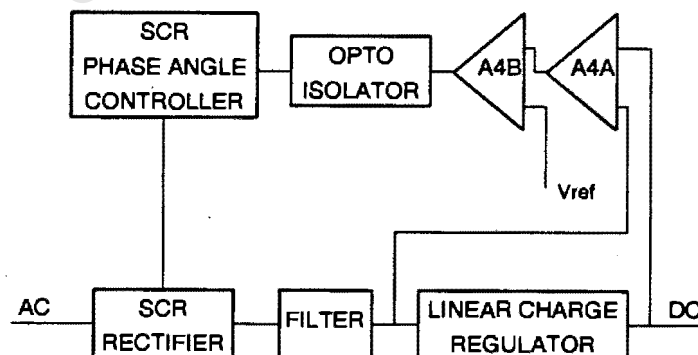 SCR
PHASE ANGLE
CONTROLLER
OPTO
ISOLATOR
A4B
A4A
Vref
AC
SCR
RECTIFIER
FILTER
LINEAR CHARGE
REGULATOR
DC